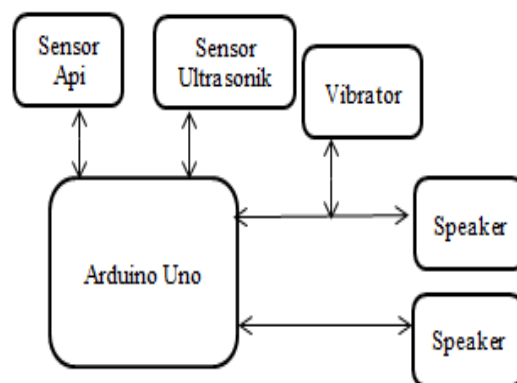 Sensor
Api
Sensor
Ultrasonik
Vibrator
Arduino Uno
Speaker
Speaker